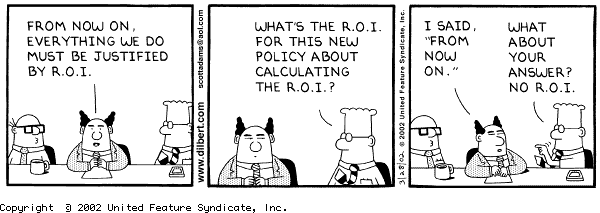 FROM NOW ON,
EVERYTHING WE DO
MUST BE JUSTIFIED
BY R.O.I.
www.dilbert.com
scottadams@aol.com
WHAT'S THE R.O.I.
FOR THIS NEW
POLICY ABOUT
CALCULATING
THE R.O.I.?
3/28/02 © 2002 United Feature Syndicate, Inc.
I SAID,
"FROM
NOW
ON."
WHAT
ABOUT
YOUR
ANSWER?
NO R.O.I.
Copyright © 2002 United Feature Syndicate, Inc.